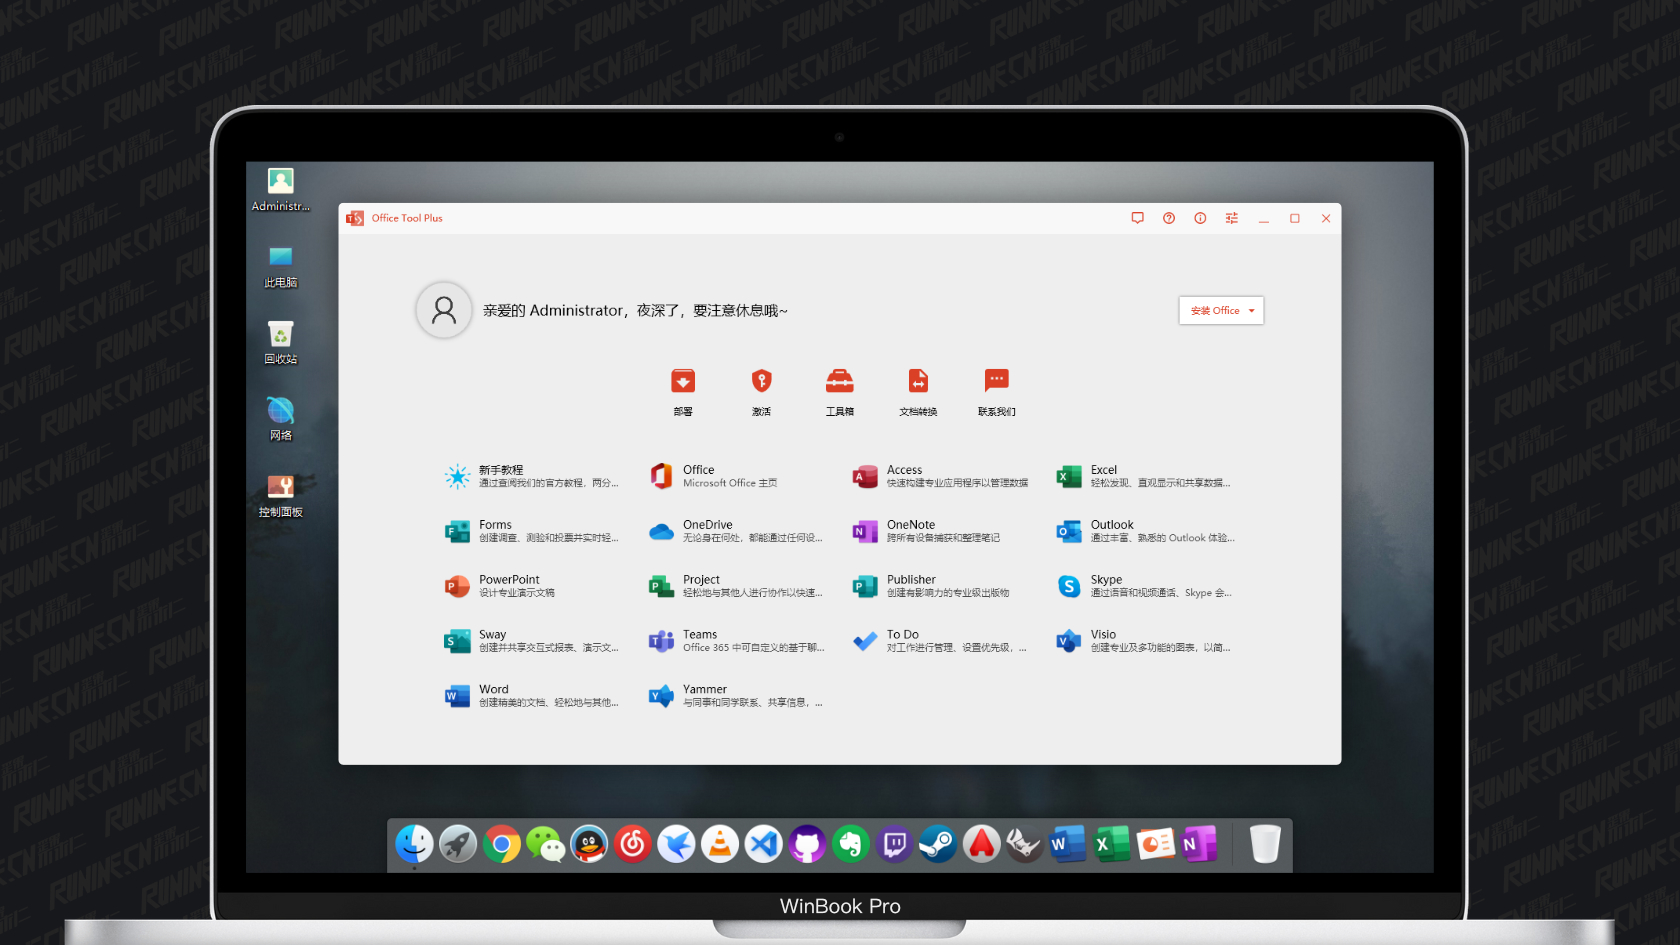 Administr...
此电脑
回收站
网络
控制面板
Office Tool Plus
亲爱的 Administrator，夜深了，要注意休息哦~
安装 Office
部署
激活
工具箱
文档转换
联系我们
新手教程
通过查阅我们的官方教程，两分...
Office
Microsoft Office 主页
Access
快速构建专业应用程序以管理数据
Excel
轻松发现、直观显示和共享数据...
Forms
创建调查、测验和投票并实时轻...
OneDrive
无论身在何处，都能通过任何设...
OneNote
跨所有设备捕获和整理笔记
Outlook
通过丰富、熟悉的 Outlook 体验...
PowerPoint
设计专业演示文稿
Project
轻松地与其他人进行协作以快速...
Publisher
创建有影响力的专业级出版物
Skype
通过语音和视频通话、Skype 会...
Sway
创建并共享交互式报表、演示文...
Teams
Office 365 中可自定义的基于聊...
To Do
对工作进行管理、设置优先级，...
Visio
创建专业及多功能的图表，以简...
Word
创建精美的文档、轻松地与其他...
Yammer
与同事和同学联系、共享信息，...
WinBook Pro